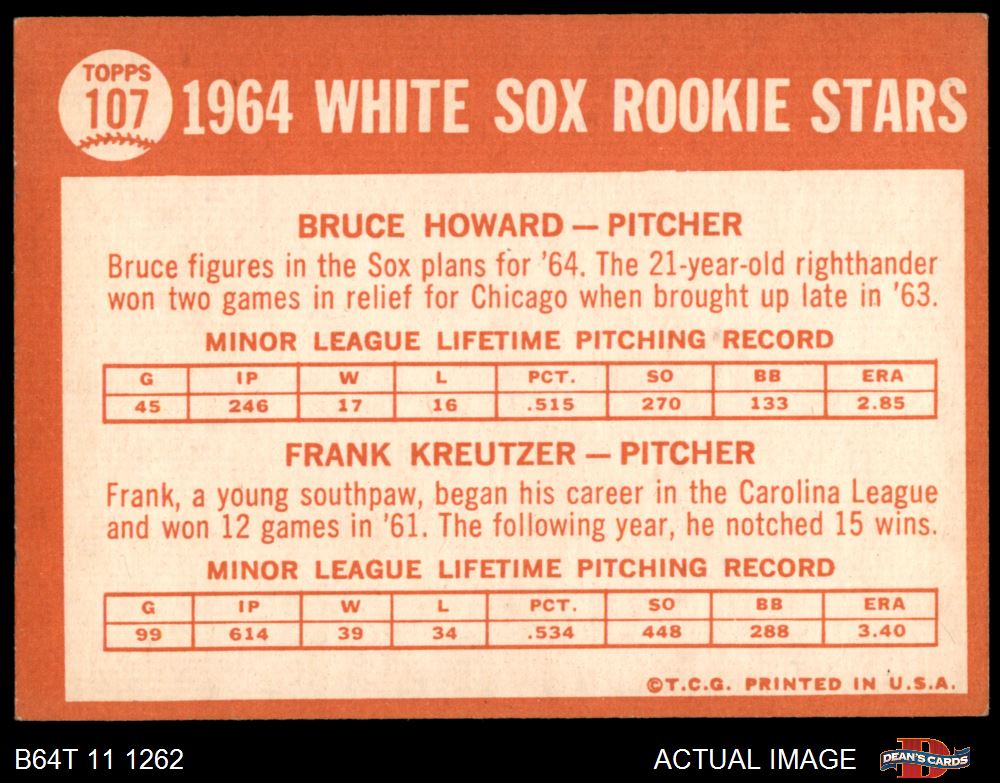 TOPPS
107
1964 WHITE SOX ROOKIE STARS
BRUCE HOWARD — PITCHER
Bruce figures in the Sox plans for '64. The 21-year-old righthander
won two games in relief for Chicago when brought up late in '63.
MINOR LEAGUE LIFETIME PITCHING RECORD
G IP W L PCT. SO BB ERA
45 246 17 16 .515 270 133 2.85
FRANK KREUTZER — PITCHER
Frank, a young southpaw, began his career in the Carolina League
and won 12 games in '61. The following year, he notched 15 wins.
MINOR LEAGUE LIFETIME PITCHING RECORD
G IP W L PCT. SO BB ERA
99 614 39 34 .534 448 288 3.40
©T.C.G. PRINTED IN U.S.A.
B64T 11 1262
ACTUAL IMAGE
D
DEAN'S CARDS